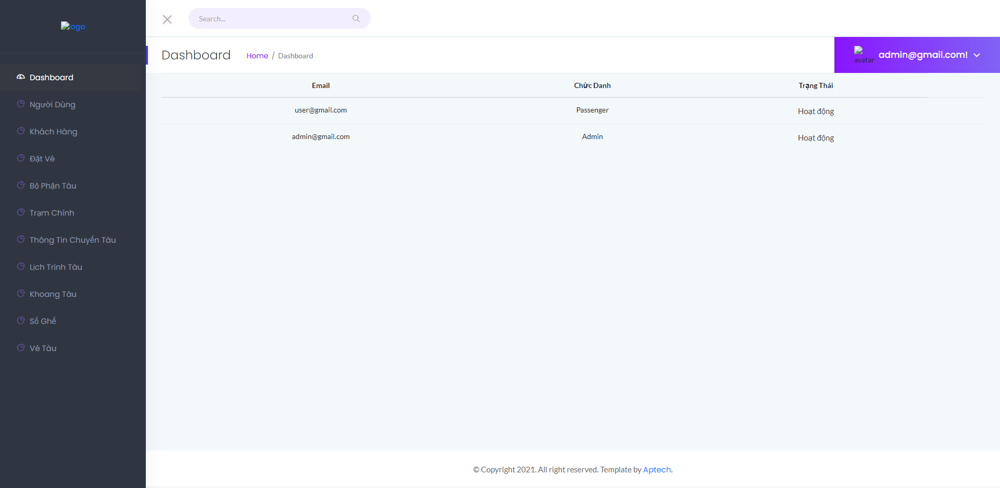 logo
Search...
Dashboard
Home / Dashboard
avatar
admin@gmail.com!
Dashboard
Người Dùng
Khách Hàng
Đặt Vé
Bộ Phận Tàu
Trạm Chính
Thông Tin Chuyến Tàu
Lịch Trình Tàu
Khoang Tàu
Số Ghế
Vé Tàu
Email Chức Danh Trạng Thái
user@gmail.com Passenger Hoạt động
admin@gmail.com Admin Hoạt động
© Copyright 2021. All right reserved. Template by Aptech.